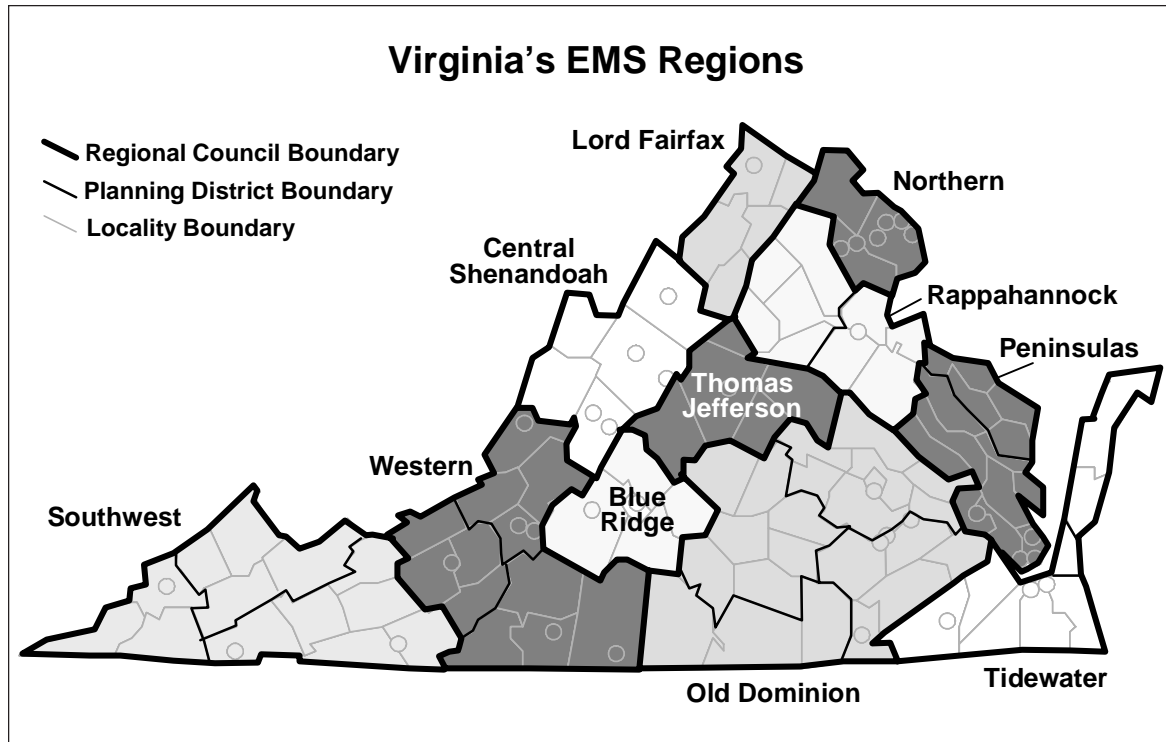 Virginia's EMS Regions
Regional Council Boundary
Planning District Boundary
Locality Boundary
Lord Fairfax
Northern
Central
Shenandoah
Rappahannock
Peninsulas
Thomas
Jefferson
Western
Blue
Ridge
Southwest
Old Dominion
Tidewater